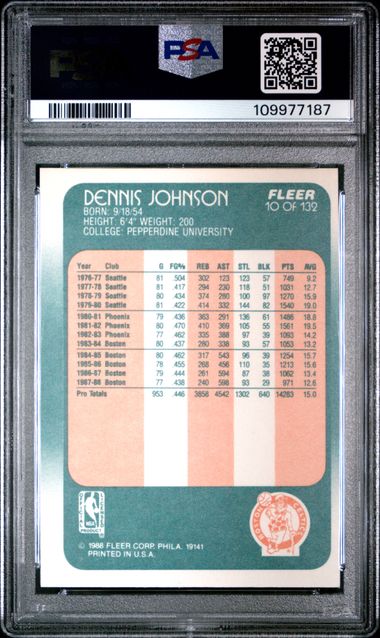 PSA
109977187
DENNIS JOHNSON FLEER
BORN: 9/18/54 10 OF 132
HEIGHT: 6'4" WEIGHT: 200
COLLEGE: PEPPERDINE UNIVERSITY
Year Club G FG% REB AST STL BLK PTS AVG
1976-77 Seattle 81 504 302 123 123 57 749 9.2
1977-78 Seattle 81 417 294 230 118 51 1031 12.7
1978-79 Seattle 80 434 374 280 100 97 1270 15.9
1979-80 Seattle 81 422 414 332 144 82 1540 19.0
1980-81 Phoenix 79 436 363 291 136 61 1486 18.8
1981-82 Phoenix 80 470 410 369 105 55 1561 19.5
1982-83 Phoenix 77 462 335 388 97 39 1093 14.2
1983-84 Boston 80 437 280 338 93 57 1053 13.2
1984-85 Boston 80 462 317 543 96 39 1254 15.7
1985-86 Boston 78 455 268 456 110 35 1213 15.6
1986-87 Boston 79 444 261 594 87 38 1062 13.4
1987-88 Boston 77 438 240 598 93 29 971 12.6
Pro Totals 953 446 3858 4542 1302 640 14283 15.0
NBA
PRODUCT
BOSTON CELTICS
© 1988 FLEER CORP. PHILA. 19141
PRINTED IN U.S.A.